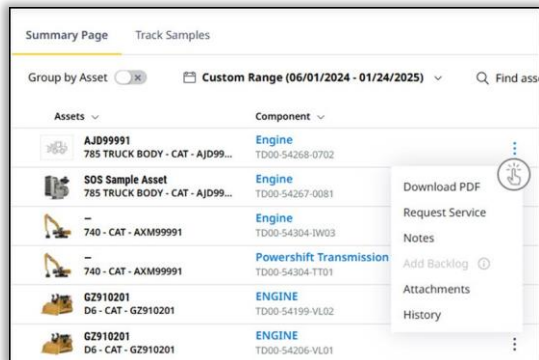 Summary Page Track Samples
Group by Asset Custom Range (06/01/2024 - 01/24/2025) Find asse
Assets Component
AJD99991 Engine
785 TRUCK BODY - CAT - AJD99... TD00-54268-0702
SOS Sample Asset Engine
785 TRUCK BODY - CAT - AJD99... TD00-54267-0081
– Engine
740 - CAT - AXM99991 TD00-54304-IW03
– Powershift Transmission
740 - CAT - AXM99991 TD00-54304-TT01
GZ910201 ENGINE
D6 - CAT - GZ910201 TD00-54199-VL02
GZ910201 ENGINE
D6 - CAT - GZ910201 TD00-54206-VL01
Download PDF
Request Service
Notes
Add Backlog
Attachments
History